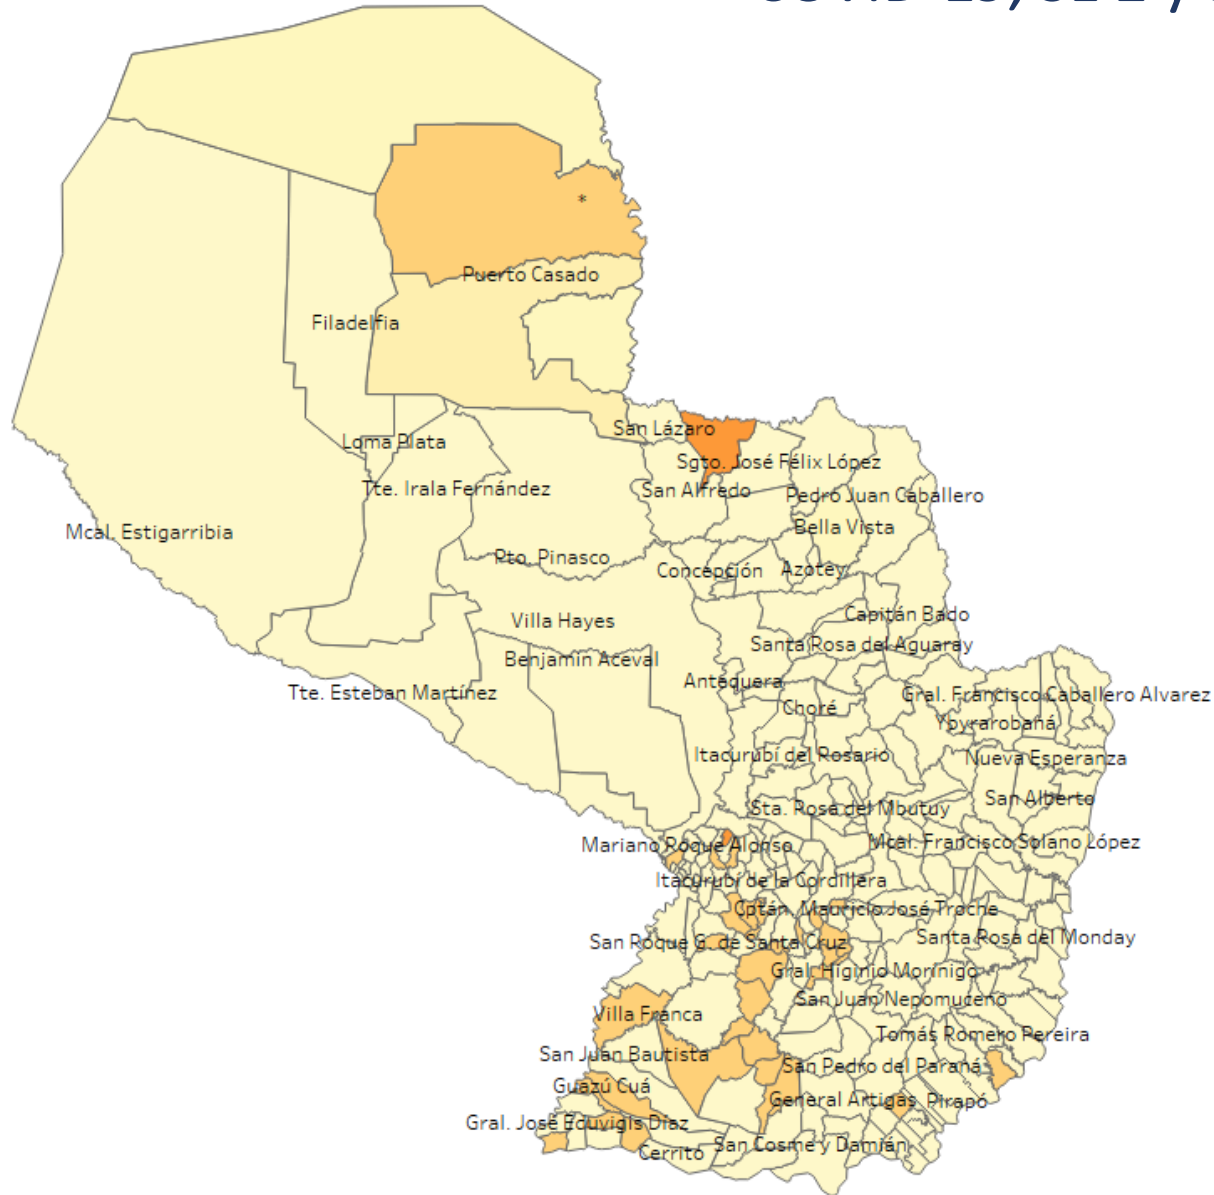 *
Puerto Casado
Filadelfia
San Lázaro
Loma Plata
Sgto. José Félix López
Tte. Irala Fernández
San Alfredo
Pedro Juan Caballero
Mcal. Estigarribia
Bella Vista
Pto. Pinasco
Concepción
Azotey
Villa Hayes
Capitán Bado
Santa Rosa del Aguaray
Benjamín Aceval
Antequera
Tte. Esteban Martínez
Gral. Francisco Caballero Alvarez
Choré
Ybyrarobaná
Itacurubí del Rosario
Nueva Esperanza
San Alberto
Sta. Rosa del Mbutuy
Mariano Roque Alonso
Mcal. Francisco Solano López
Itacurubí de la Cordillera
Cptán. Mauricio José Troche
San Roque G. de Santa Cruz
Santa Rosa del Monday
Gral. Higinio Morínigo
San Juan Nepomuceno
Villa Franca
Tomás Romero Pereira
San Juan Bautista
San Pedro del Paraná
Guazú Cuá
General Artigas
Pirapó
Gral. José Eduvigis Díaz
Cerrito
San Cosme y Damián